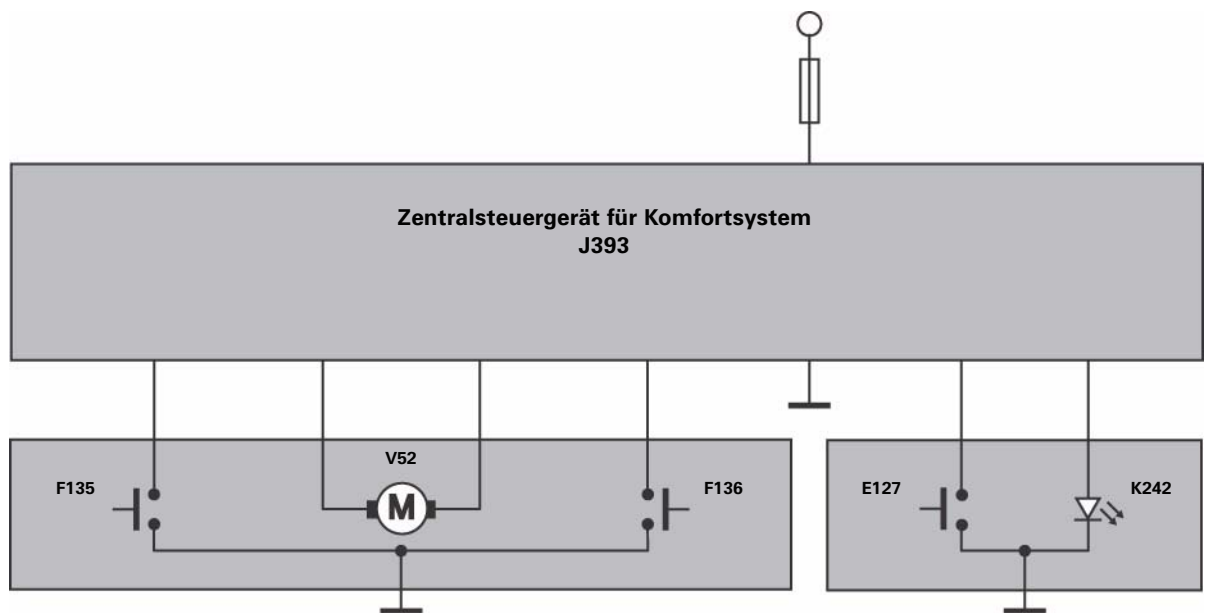 Zentralsteuergerät für Komfortsystem
J393
V52
F135
M
F136
E127
K242